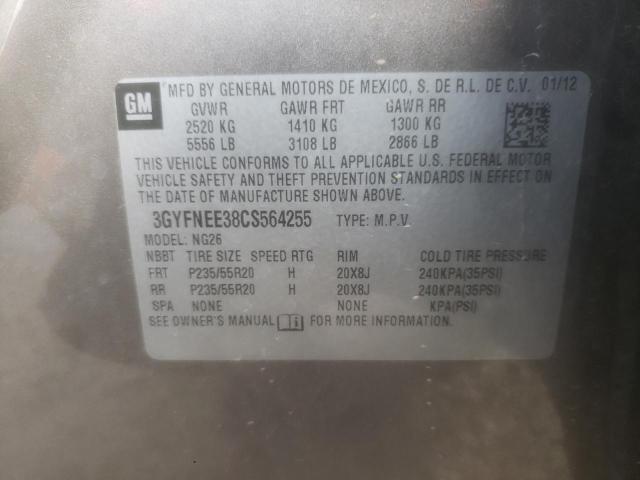 GM
MFD BY GENERAL MOTORS DE MEXICO, S. DE R.L. DE C.V. 01/12
GVWR GAWR FRT GAWR RR
2520 KG 1410 KG 1300 KG
5556 LB 3108 LB 2866 LB
THIS VEHICLE CONFORMS TO ALL APPLICABLE U.S. FEDERAL MOTOR
VEHICLE SAFETY AND THEFT PREVENTION STANDARDS IN EFFECT ON
THE DATE OF MANUFACTURE SHOWN ABOVE.
3GYFNEE38CS564255 TYPE: M.P.V.
MODEL: NG26
NBBT TIRE SIZE SPEED RTG RIM COLD TIRE PRESSURE
FRT P235/55R20 H 20X8J 240KPA(35PSI)
RR P235/55R20 H 20X8J 240KPA(35PSI)
SPA NONE NONE KPA(PSI)
SEE OWNER'S MANUAL FOR MORE INFORMATION.